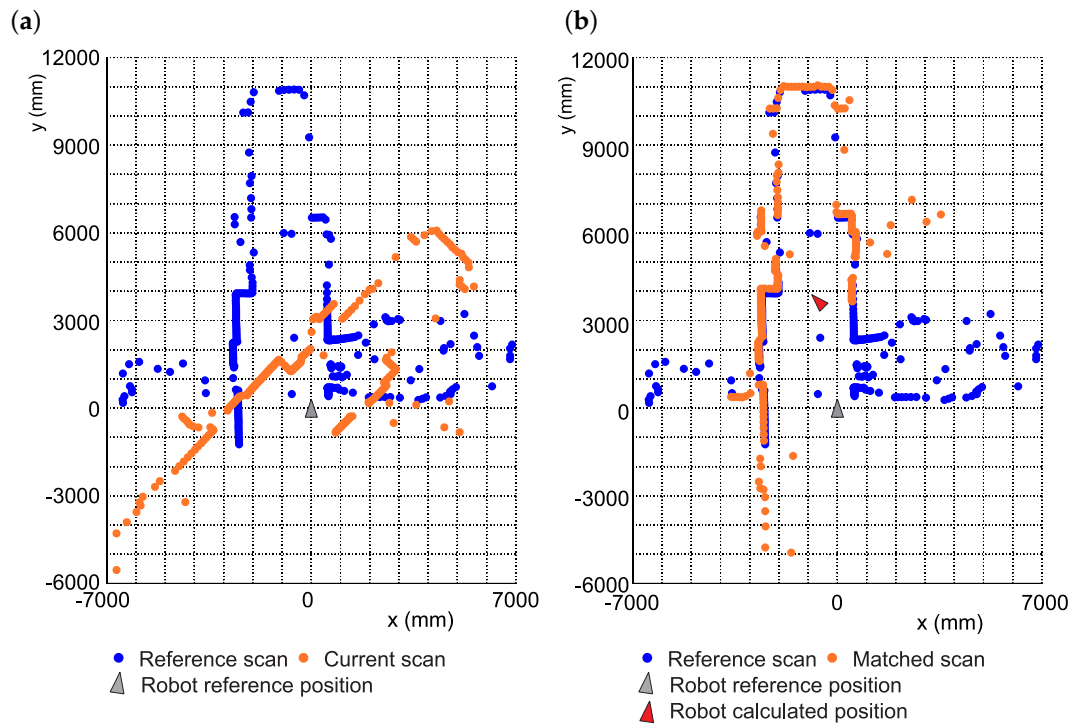 (a)
(b)
12000
9000
6000
3000
0
-3000
-6000
y (mm)
-7000
0
7000
x (mm)
Reference scan
Current scan
Robot reference position
12000
9000
6000
3000
0
-3000
-6000
y (mm)
-7000
0
7000
x (mm)
Reference scan
Matched scan
Robot reference position
Robot calculated position